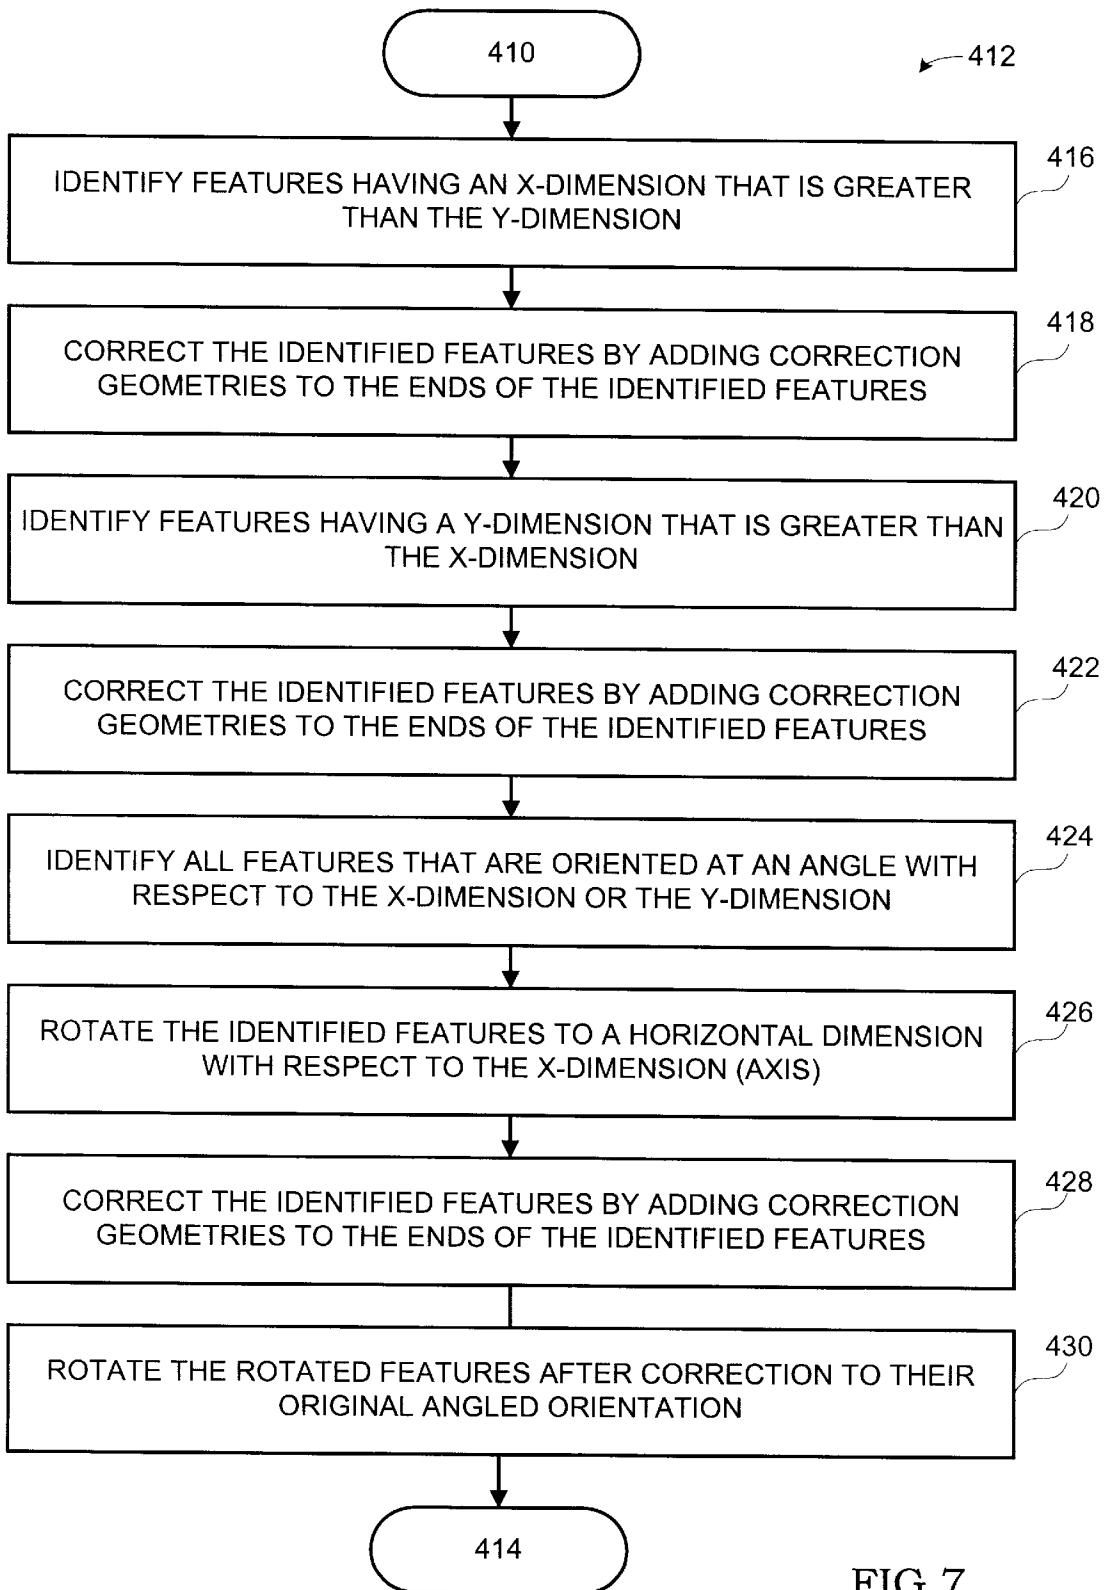 410
412
IDENTIFY FEATURES HAVING AN X-DIMENSION THAT IS GREATER
THAN THE Y-DIMENSION
416
CORRECT THE IDENTIFIED FEATURES BY ADDING CORRECTION
GEOMETRIES TO THE ENDS OF THE IDENTIFIED FEATURES
418
IDENTIFY FEATURES HAVING A Y-DIMENSION THAT IS GREATER THAN
THE X-DIMENSION
420
CORRECT THE IDENTIFIED FEATURES BY ADDING CORRECTION
GEOMETRIES TO THE ENDS OF THE IDENTIFIED FEATURES
422
IDENTIFY ALL FEATURES THAT ARE ORIENTED AT AN ANGLE WITH
RESPECT TO THE X-DIMENSION OR THE Y-DIMENSION
424
ROTATE THE IDENTIFIED FEATURES TO A HORIZONTAL DIMENSION
WITH RESPECT TO THE X-DIMENSION (AXIS)
426
CORRECT THE IDENTIFIED FEATURES BY ADDING CORRECTION
GEOMETRIES TO THE ENDS OF THE IDENTIFIED FEATURES
428
ROTATE THE ROTATED FEATURES AFTER CORRECTION TO THEIR
ORIGINAL ANGLED ORIENTATION
430
414
FIG 7